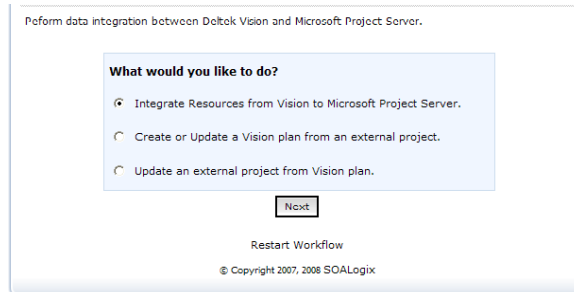 Peform data integration between Deltek Vision and Microsoft Project Server.
What would you like to do?
Integrate Resources from Vision to Microsoft Project Server.
Create or Update a Vision plan from an external project.
Update an external project from Vision plan.
Next
Restart Workflow
© Copyright 2007, 2008 SOALogix